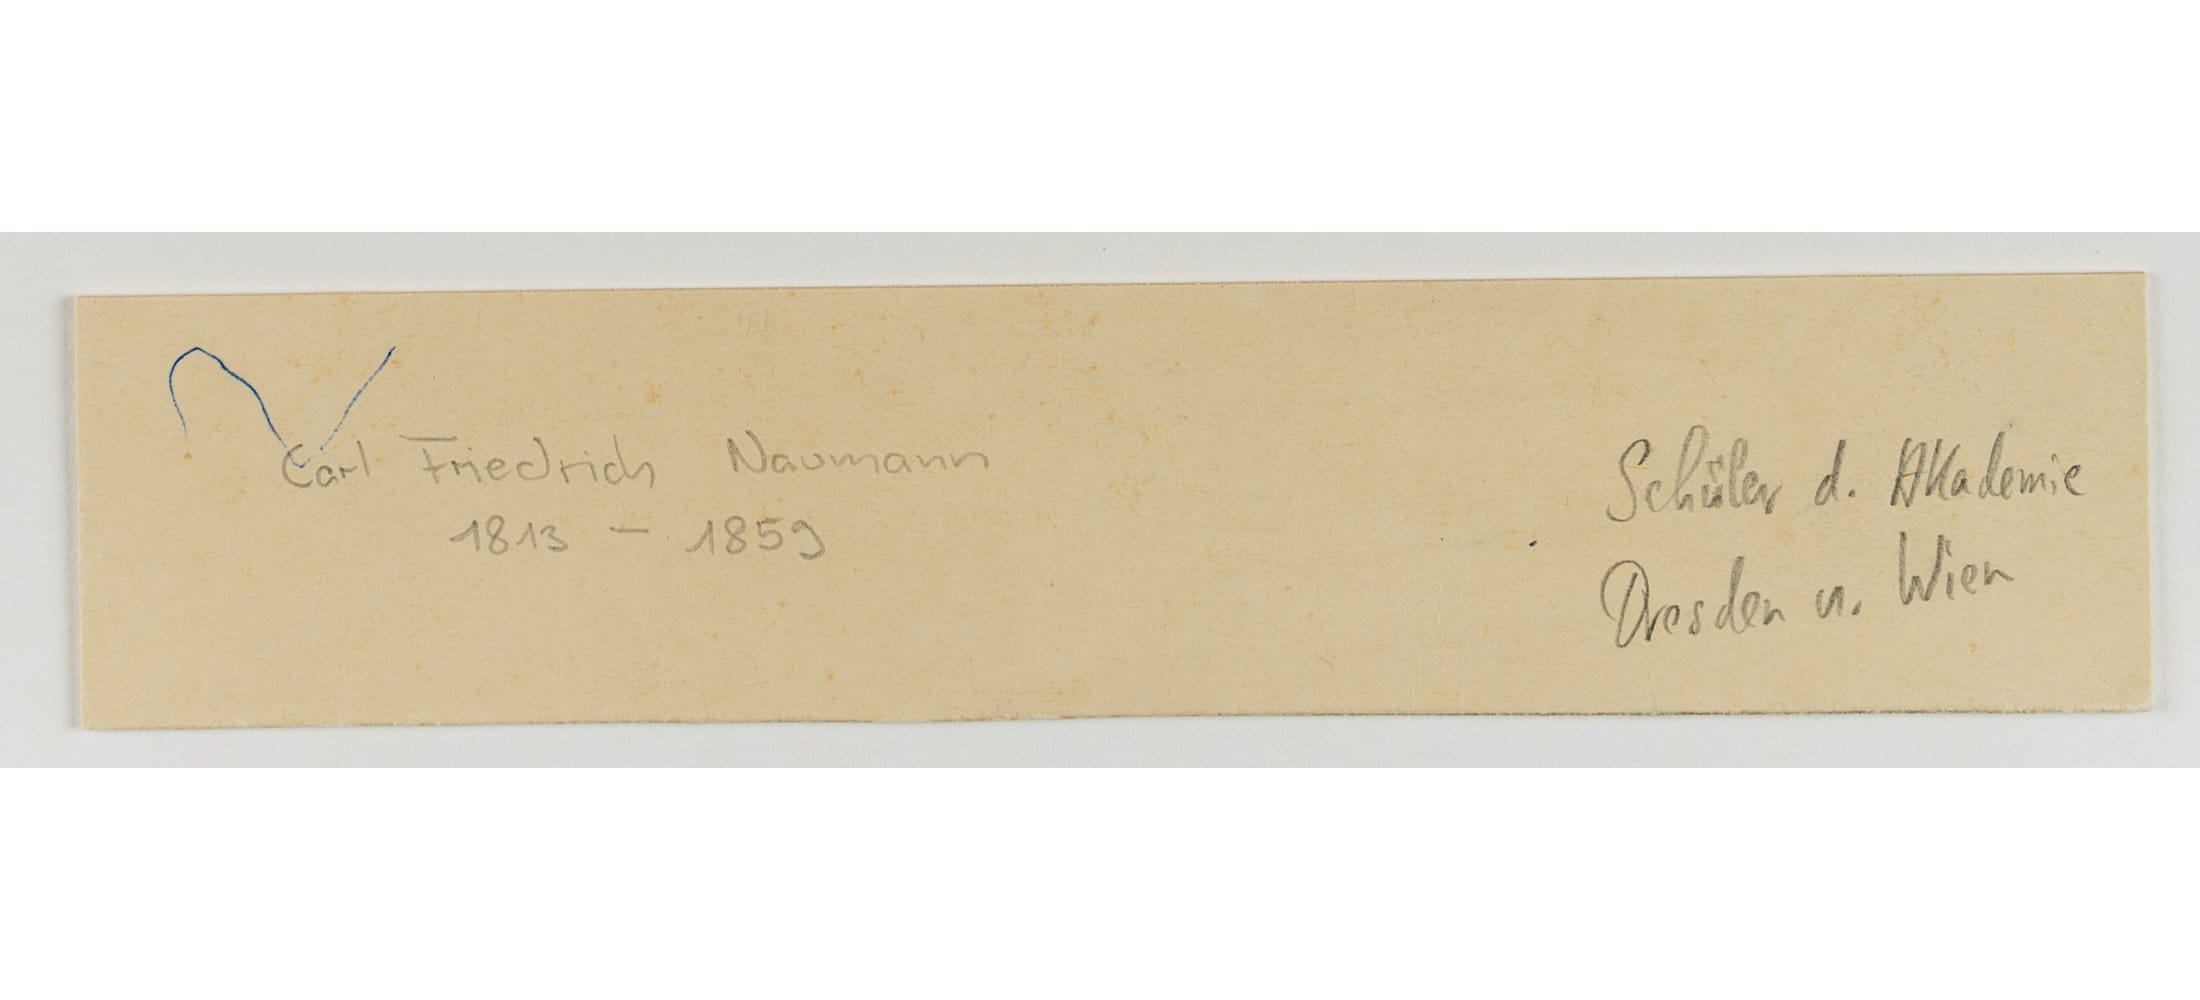 Carl Friedrich Naumann
1813 – 1859
Schüler d. Akademie
Dresden u. Wien